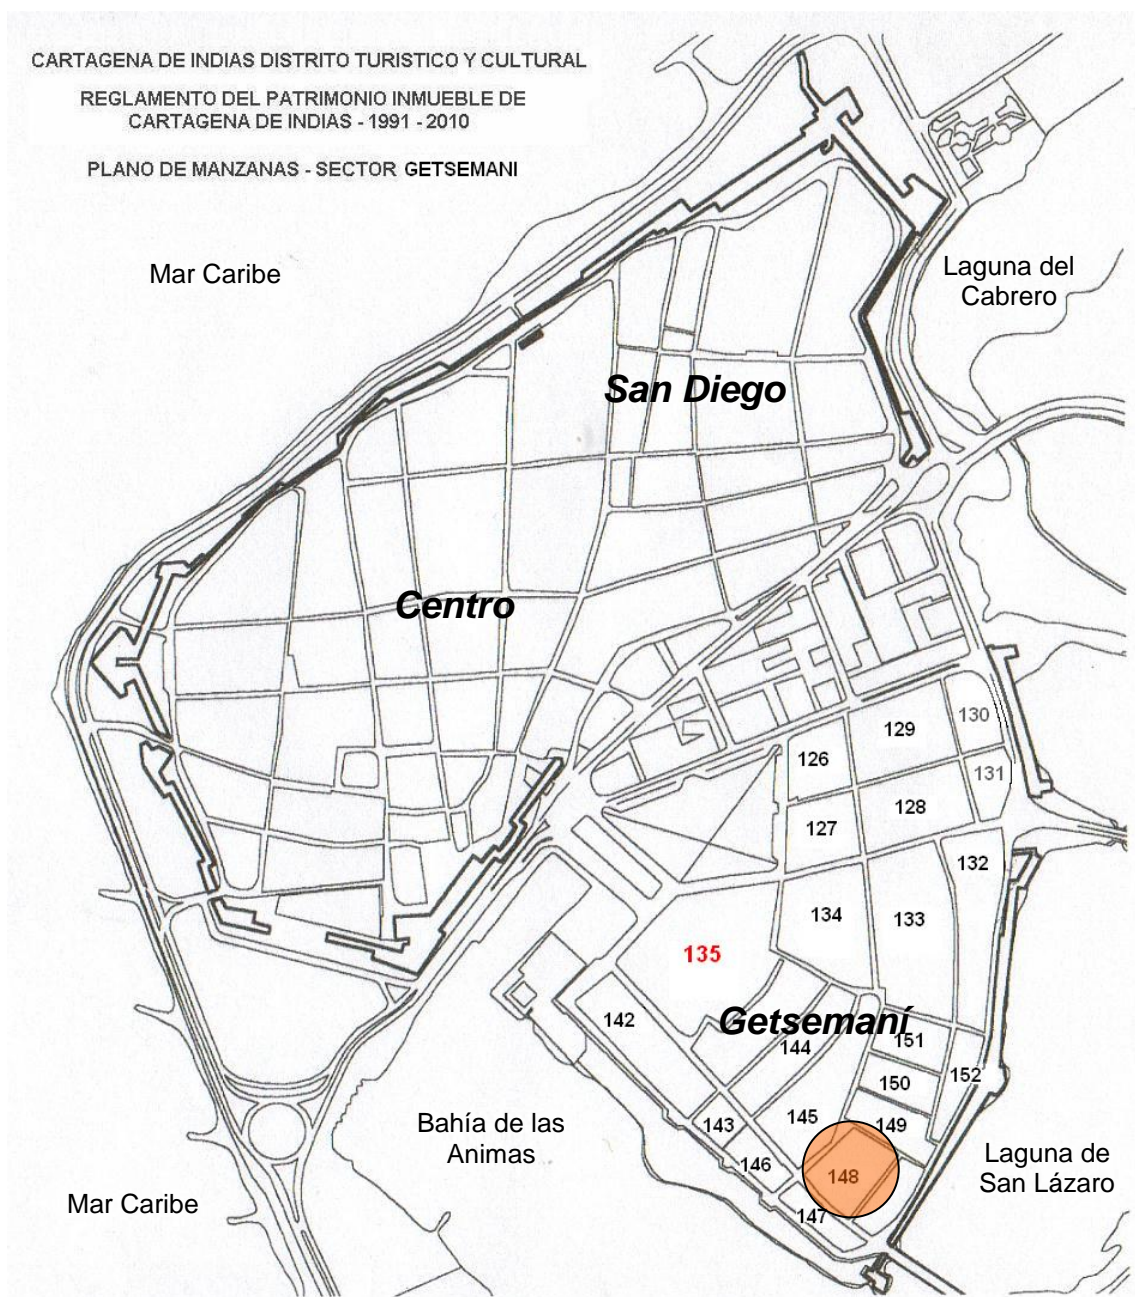 CARTAGENA DE INDIAS DISTRITO TURISTICO Y CULTURAL
REGLAMENTO DEL PATRIMONIO INMUEBLE DE
CARTAGENA DE INDIAS - 1991 - 2010
PLANO DE MANZANAS - SECTOR GETSEMANI
Mar Caribe
Laguna del
Cabrero
San Diego
Centro
130
129
126
131
128
127
132
134
133
135
142
Getsemaní
151
144
152
150
145
143
149
Bahía de las
Animas
146
148
Laguna de
San Lázaro
Mar Caribe
147